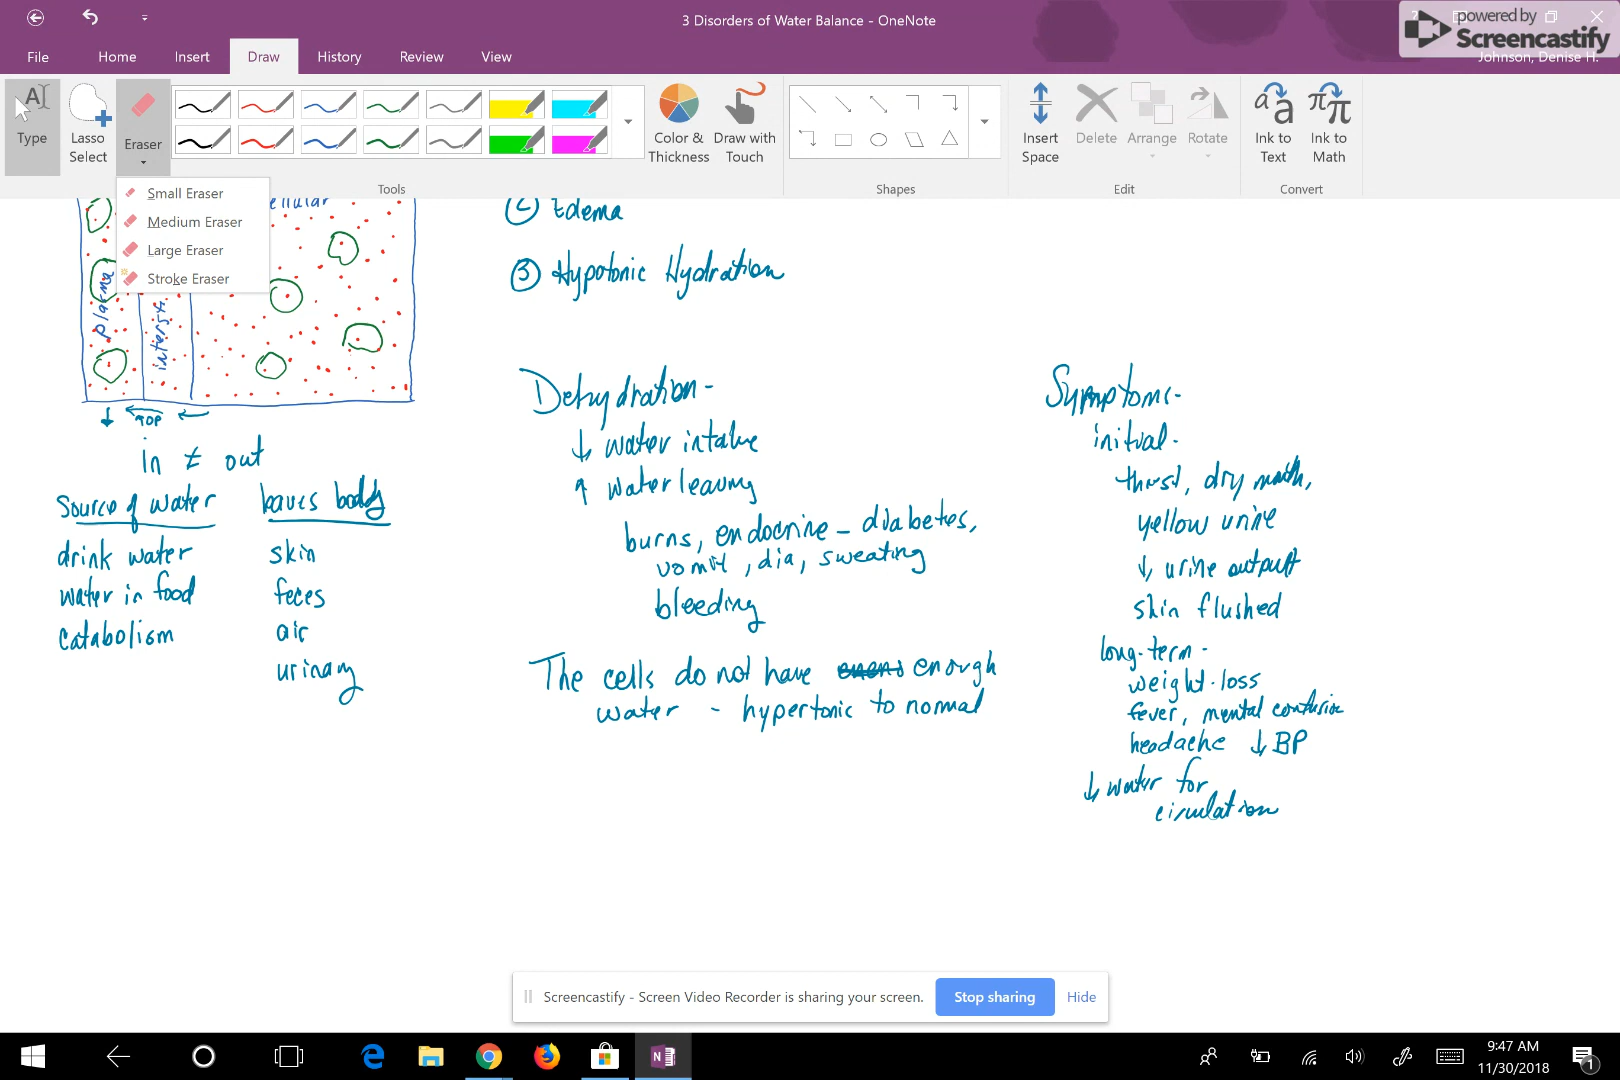 3 Disorders of Water Balance - OneNote
powered by
Screencastify
Johnson, Denise H.
File
Home
Insert
Draw
History
Review
View
Type
Lasso
Select
Eraser
Color &
Thickness
Draw with
Touch
Insert
Space
Delete
Arrange
Rotate
Ink to
Text
Ink to
Math
Tools
Shapes
Edit
Convert
Small Eraser
Medium Eraser
Large Eraser
Stroke Eraser
plasma
② Edema
③ Hypotonic Hydration
↓ ← TOP ←
in ≠ out
Source of water
drink water
water in food
catabolism
leaves body
skin
feces
air
urinary
Dehydration-
↓ water intake
↑ water leaving
burns, endocrine - diabetes,
vomit, dia, sweating
bleeding
The cells do not have enough
water - hypertonic to normal
Symptoms-
initial-
thirst, dry mouth,
yellow urine
↓ urine output
skin flushed
long-term-
weight-loss
fever, mental confusion
headache ↓ BP
↓ water for
circulation
Screencastify - Screen Video Recorder is sharing your screen.
Stop sharing
Hide
9:47 AM
11/30/2018
1